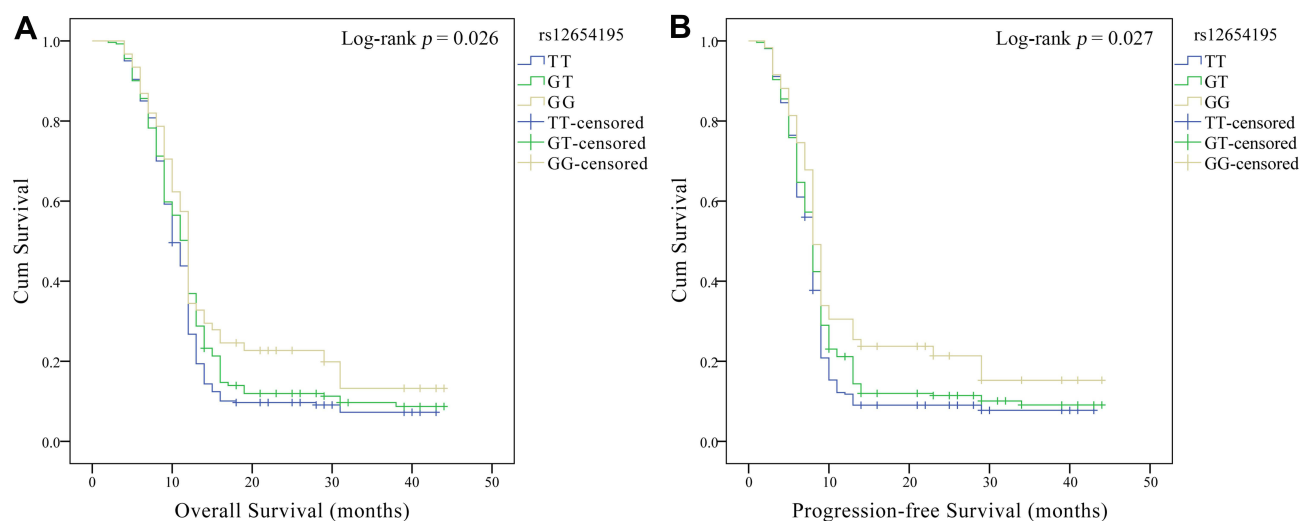 A
Log-rank p = 0.026
rs12654195
TT
GT
GG
TT-censored
GT-censored
GG-censored
Cum Survival
1.0
0.8
0.6
0.4
0.2
0.0
0 10 20 30 40 50
Overall Survival (months)
B
Log-rank p = 0.027
rs12654195
TT
GT
GG
TT-censored
GT-censored
GG-censored
Cum Survival
1.0
0.8
0.6
0.4
0.2
0.0
0 10 20 30 40 50
Progression-free Survival (months)